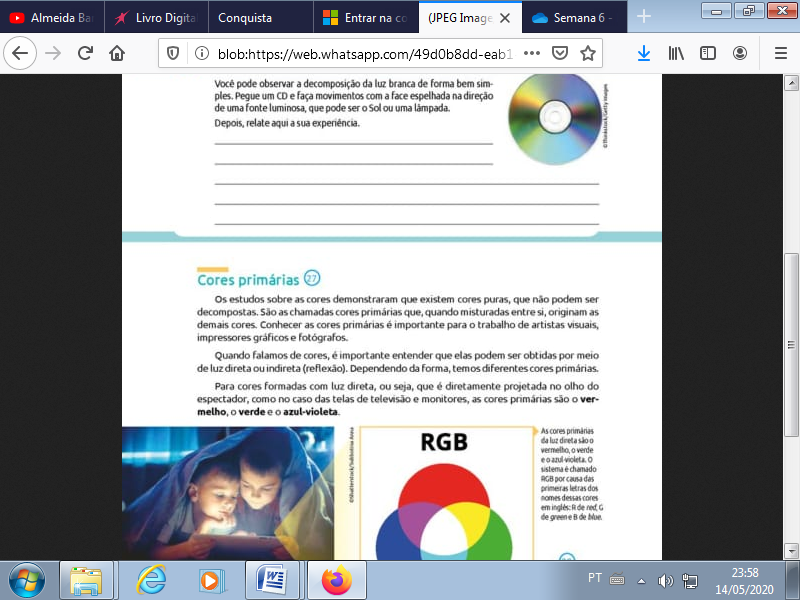 Almeida Ba
Livro Digita
Conquista
Entrar na co
(JPEG Imag
Semana 6 -
blob:https://web.whatsapp.com/49d0b8dd-eab1
Você pode observar a decomposição da luz branca de forma bem sim-
ples. Pegue um CD e faça movimentos com a face espelhada na direção
de uma fonte luminosa, que pode ser o Sol ou uma lâmpada.
Depois, relate aqui a sua experiência.
©Thinkstock/Getty Images
Cores primárias 27
Os estudos sobre as cores demonstraram que existem cores puras, que não podem ser
decompostas. São as chamadas cores primárias que, quando misturadas entre si, originam as
demais cores. Conhecer as cores primárias é importante para o trabalho de artistas visuais,
impressores gráficos e fotógrafos.
Quando falamos de cores, é importante entender que elas podem ser obtidas por meio
de luz direta ou indireta (reflexão). Dependendo da forma, temos diferentes cores primárias.
Para cores formadas com luz direta, ou seja, que é diretamente projetada no olho do
espectador, como no caso das telas de televisão e monitores, as cores primárias são o ver-
melho, o verde e o azul-violeta.
©Shutterstock/Subbotina Anna
RGB
As cores primárias
da luz direta são o
vermelho, o verde
e o azul-violeta. O
sistema é chamado
RGB por causa das
primeiras letras dos
nomes dessas cores
em inglês: R de red, G
de green e B de blue.
PT
23:58
14/05/2020